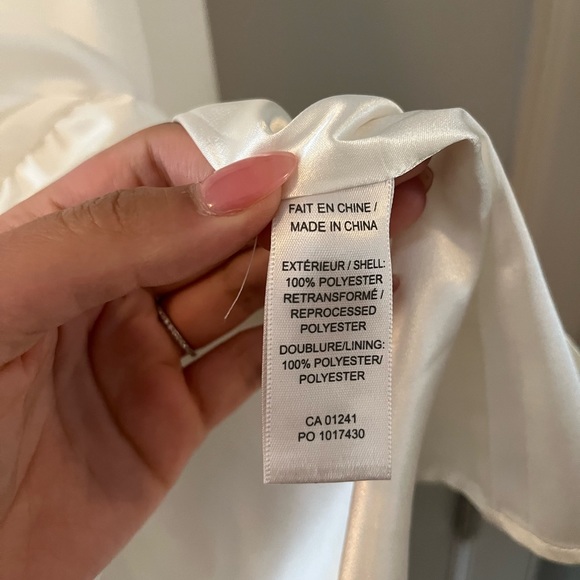 FAIT EN CHINE /
MADE IN CHINA
EXTÉRIEUR / SHELL:
100% POLYESTER
RETRANSFORMÉ /
REPROCESSED
POLYESTER
DOUBLURE/LINING:
100% POLYESTER/
POLYESTER
CA 01241
PO 1017430